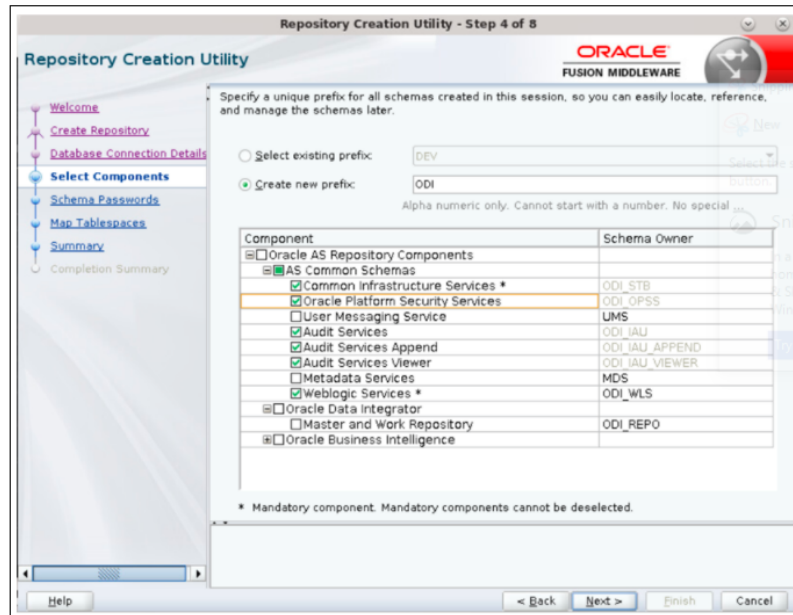 Repository Creation Utility - Step 4 of 8
Repository Creation Utility
ORACLE
FUSION MIDDLEWARE
Welcome
Create Repository
Database Connection Details
Select Components
Schema Passwords
Map Tablespaces
Summary
Completion Summary
Specify a unique prefix for all schemas created in this session, so you can easily locate, reference,
and manage the schemas later.
Select existing prefix: DEV
Create new prefix: ODI
Alpha numeric only. Cannot start with a number. No special ...
Component Schema Owner
Oracle AS Repository Components
AS Common Schemas
Common Infrastructure Services * ODI_STB
Oracle Platform Security Services ODI_OPSS
User Messaging Service UMS
Audit Services ODI_IAU
Audit Services Append ODI_IAU_APPEND
Audit Services Viewer ODI_IAU_VIEWER
Metadata Services MDS
Weblogic Services * ODI_WLS
Oracle Data Integrator
Master and Work Repository ODI_REPO
Oracle Business Intelligence
* Mandatory component. Mandatory components cannot be deselected.
Help < Back Next > Finish Cancel
New
button.